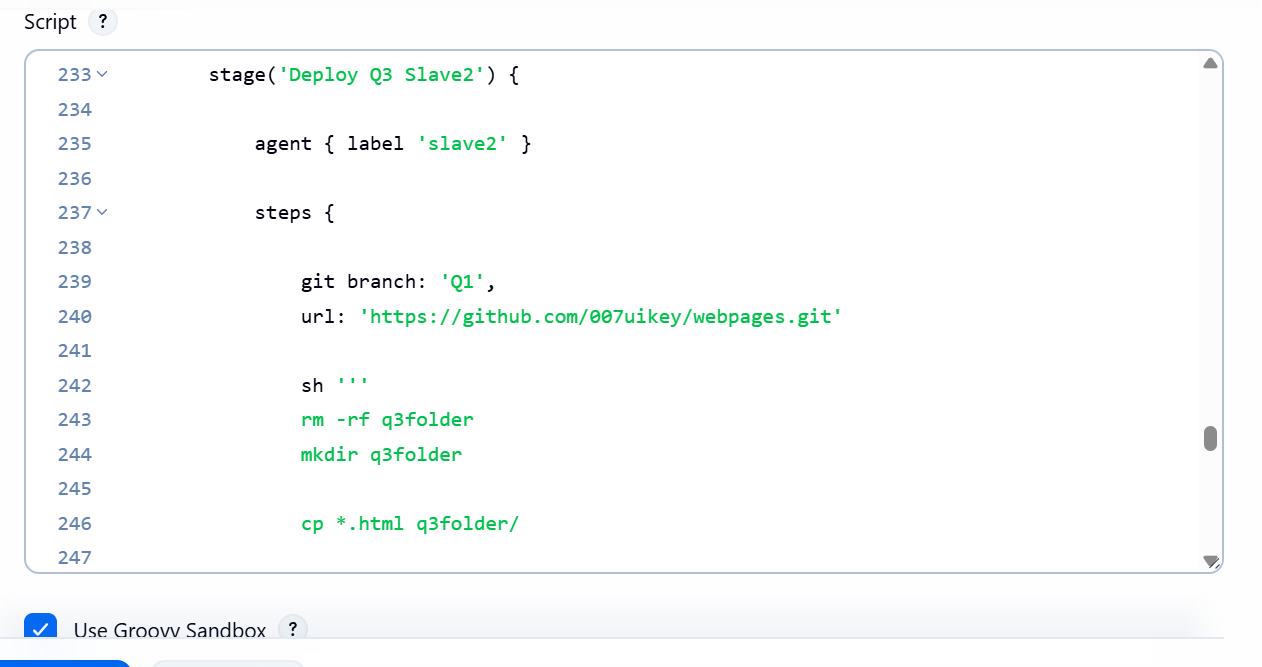 Script ?
233 stage('Deploy Q3 Slave2') {
234
235 agent { label 'slave2' }
236
237 steps {
238
239 git branch: 'Q1',
240 url: 'https://github.com/007uikey/webpages.git'
241
242 sh '''
243 rm -rf q3folder
244 mkdir q3folder
245
246 cp *.html q3folder/
247
Use Groovy Sandbox ?